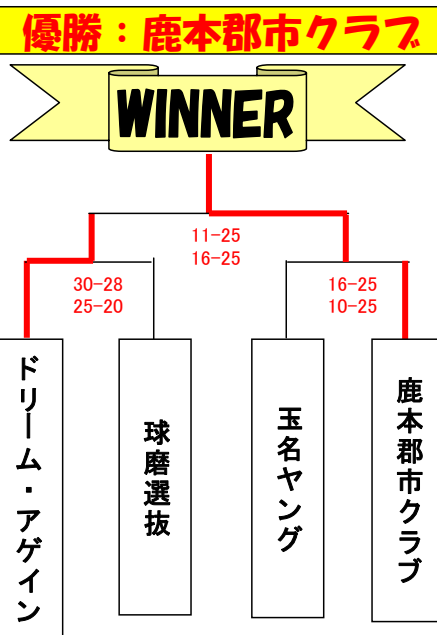 優勝：鹿本郡市クラブ
WINNER
11-25
16-25
30-28
25-20
16-25
10-25
ドリーム・アゲイン
球磨選抜
玉名ヤング
鹿本郡市クラブ